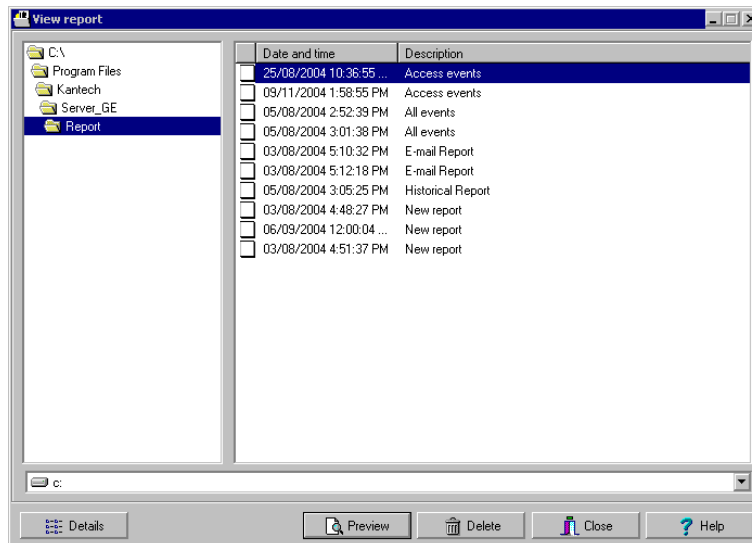 View report
C:\
Program Files
Kantech
Server_GE
Report
Date and time Description
25/08/2004 10:36:55 ... Access events
09/11/2004 1:58:55 PM Access events
05/08/2004 2:52:39 PM All events
05/08/2004 3:01:38 PM All events
03/08/2004 5:10:32 PM E-mail Report
03/08/2004 5:12:18 PM E-mail Report
05/08/2004 3:05:25 PM Historical Report
03/08/2004 4:48:27 PM New report
06/09/2004 12:00:04 ... New report
03/08/2004 4:51:37 PM New report
c:
Details Preview Delete Close Help